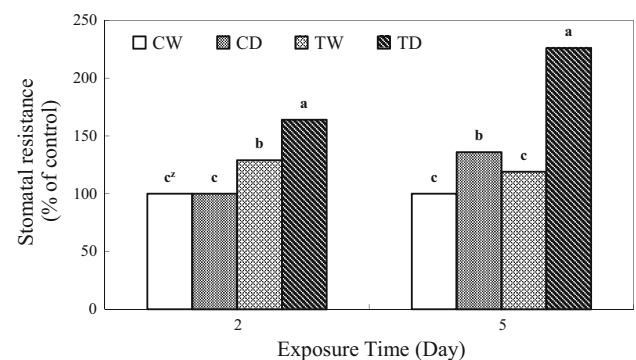 250
200
150
100
50
0
Stomatal resistance
(% of control)
CW CD TW TD
cᶻ c b a
c b c a
2 5
Exposure Time (Day)